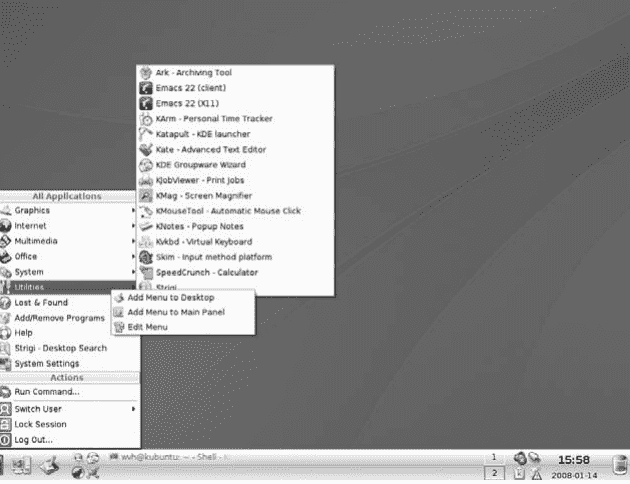 Ark - Archiving Tool
Emacs 22 (client)
Emacs 22 (X11)
KArm - Personal Time Tracker
Katapult - KDE launcher
Kate - Advanced Text Editor
KDE Groupware Wizard
KJobViewer - Print Jobs
KMag - Screen Magnifier
KMouseTool - Automatic Mouse Click
KNotes - Popup Notes
Kvkbd - Virtual Keyboard
Skim - Input method platform
SpeedCrunch - Calculator
Strigi
All Applications
Graphics
Internet
Multimedia
Office
System
Utilities
Lost & Found
Add/Remove Programs
Help
Strigi - Desktop Search
System Settings
Actions
Run Command...
Switch User
Lock Session
Log Out...
Add Menu to Desktop
Add Menu to Main Panel
Edit Menu
wvh@kubuntu: ~ - Shell -
1
2
15:58
2008-01-14